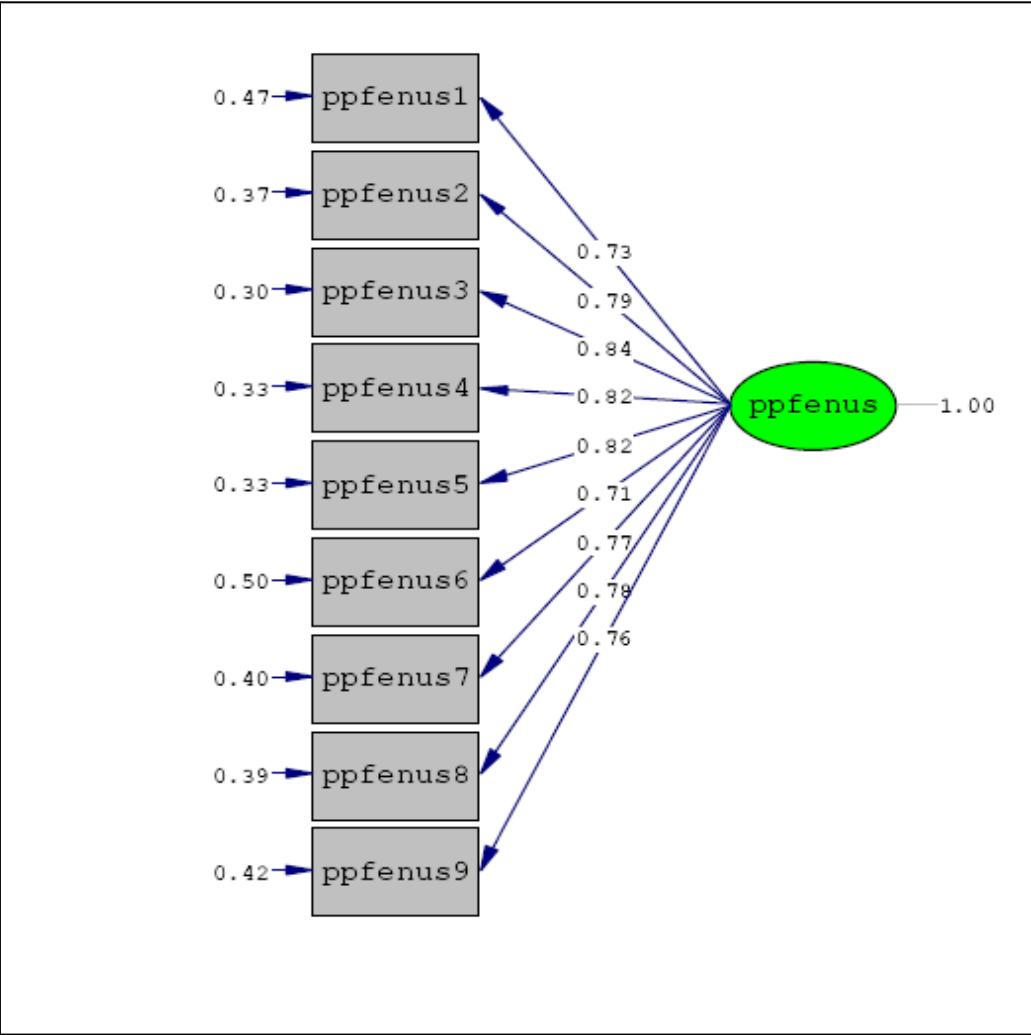 0.47 ppfenus1
0.37 ppfenus2
0.73
0.30 ppfenus3
0.79
0.84
0.33 ppfenus4
0.82
ppfenus 1.00
0.82
0.33 ppfenus5
0.71
0.77
0.50 ppfenus6
0.78
0.76
0.40 ppfenus7
0.39 ppfenus8
0.42 ppfenus9